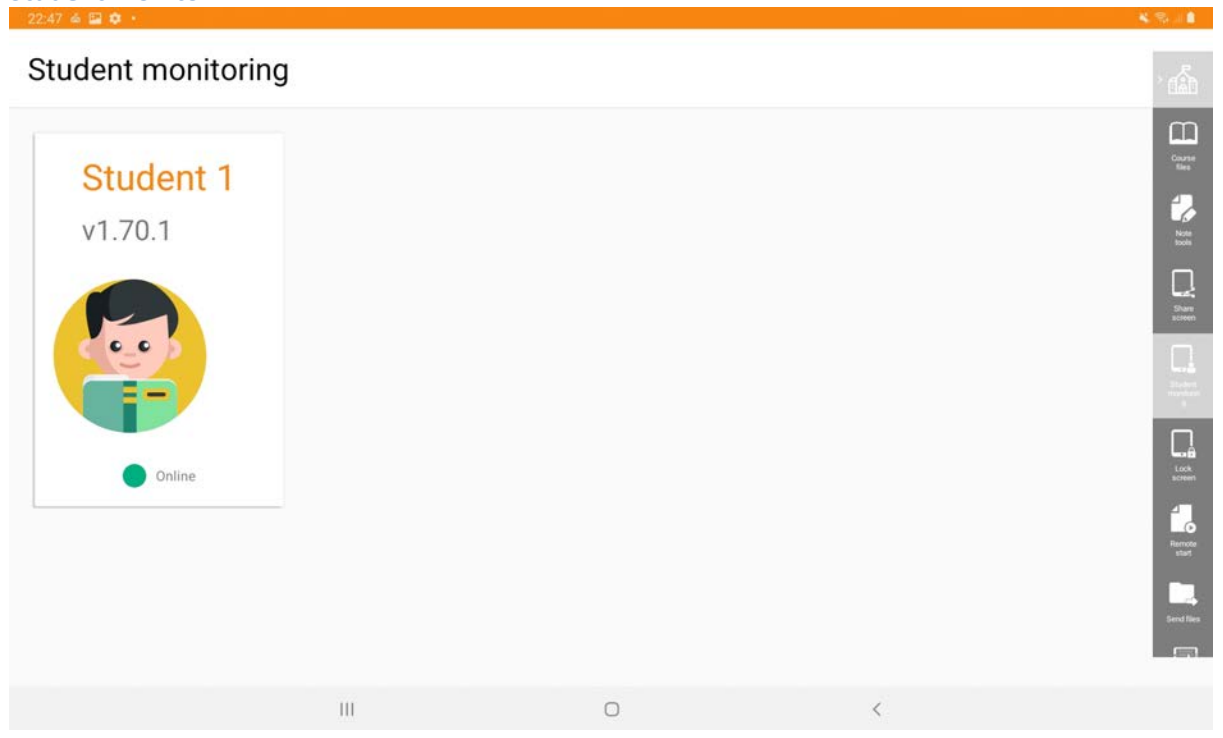 22:47
Student monitoring
Student 1
v1.70.1
Online
Course
files
Note
tools
Share
screen
Student
Lock
screen
Remote
start
Send files